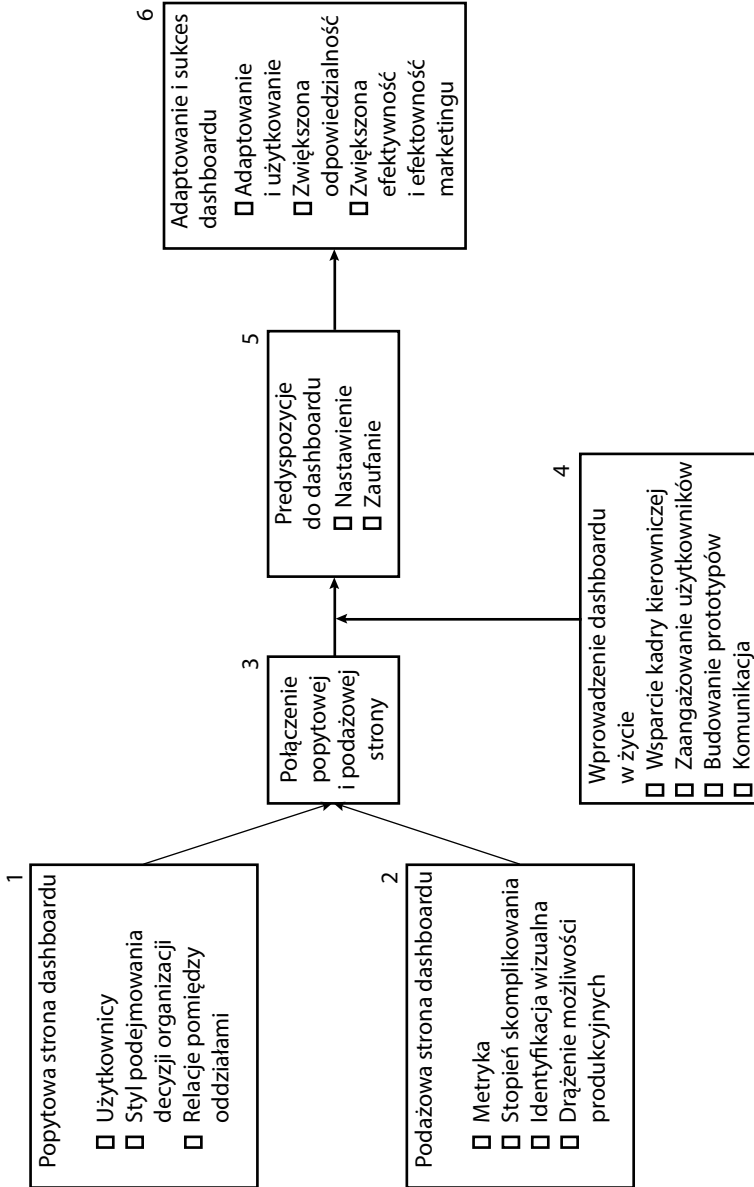 1
Popytowa strona dashboardu
□ Użytkownicy
□ Styl podejmowania
decyzji organizacji
□ Relacje pomiędzy
oddziałami
2
Podażowa strona dashboardu
□ Metryka
□ Stopień skomplikowania
□ Identyfikacja wizualna
□ Drążenie możliwości
produkcyjnych
3
Połączenie
popytowej
i podażowej
strony
4
Wprowadzenie dashboardu
w życie
□ Wsparcie kadry kierowniczej
□ Zaangażowanie użytkowników
□ Budowanie prototypów
□ Komunikacja
5
Predyspozycje
do dashboardu
□ Nastawienie
□ Zaufanie
6
Adaptowanie i sukces
dashboardu
□ Adaptowanie
i użytkowanie
□ Zwiększona
odpowiedzialność
□ Zwiększona
efektywność
i efektowność
marketingu